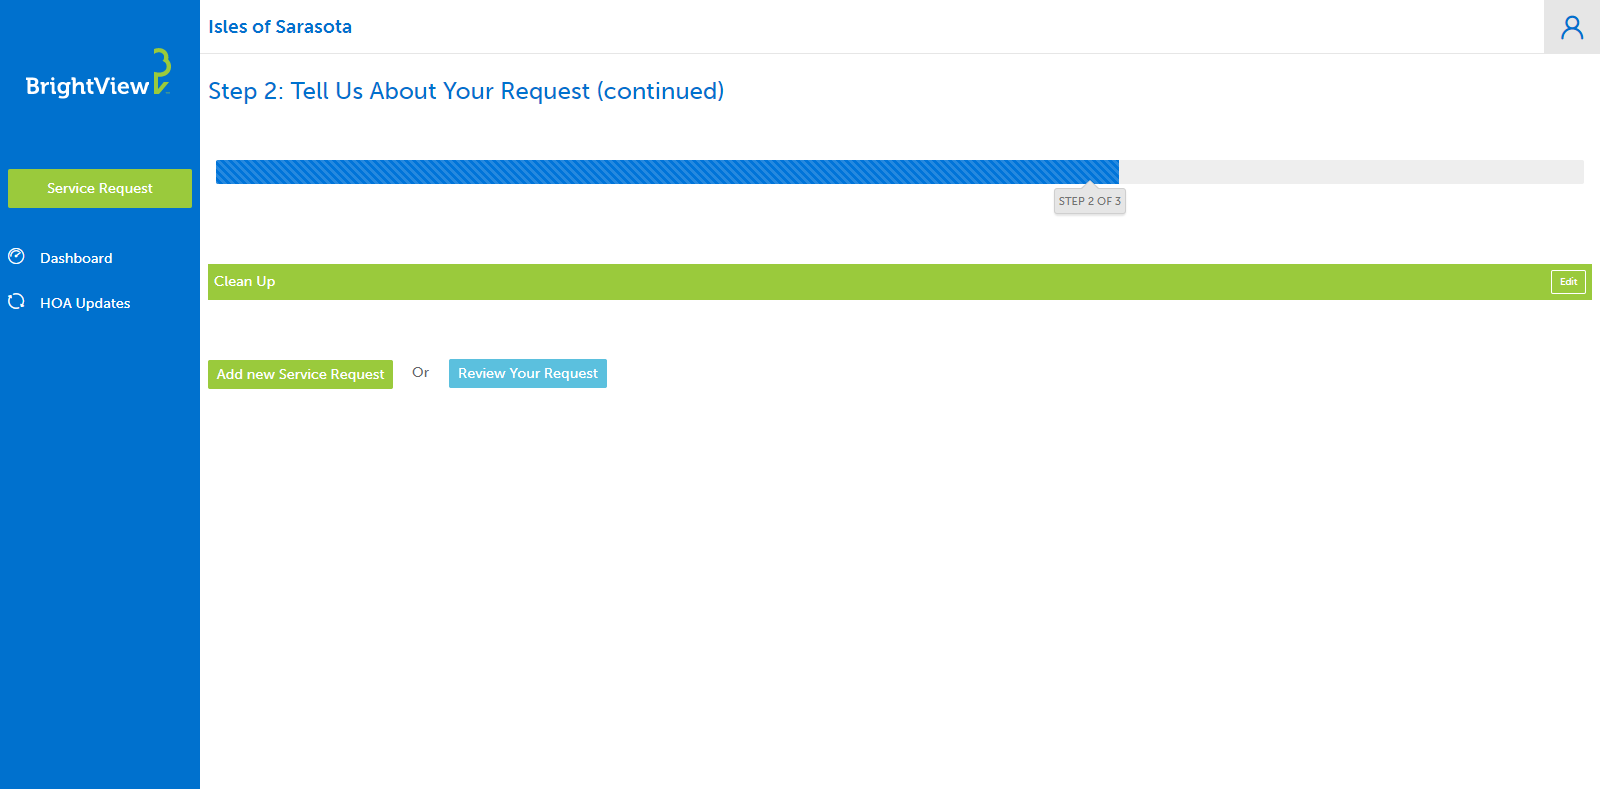 Isles of Sarasota
BrightView
Step 2: Tell Us About Your Request (continued)
Service Request
STEP 2 OF 3
Dashboard
HOA Updates
Clean Up
Edit
Add new Service Request
Or
Review Your Request